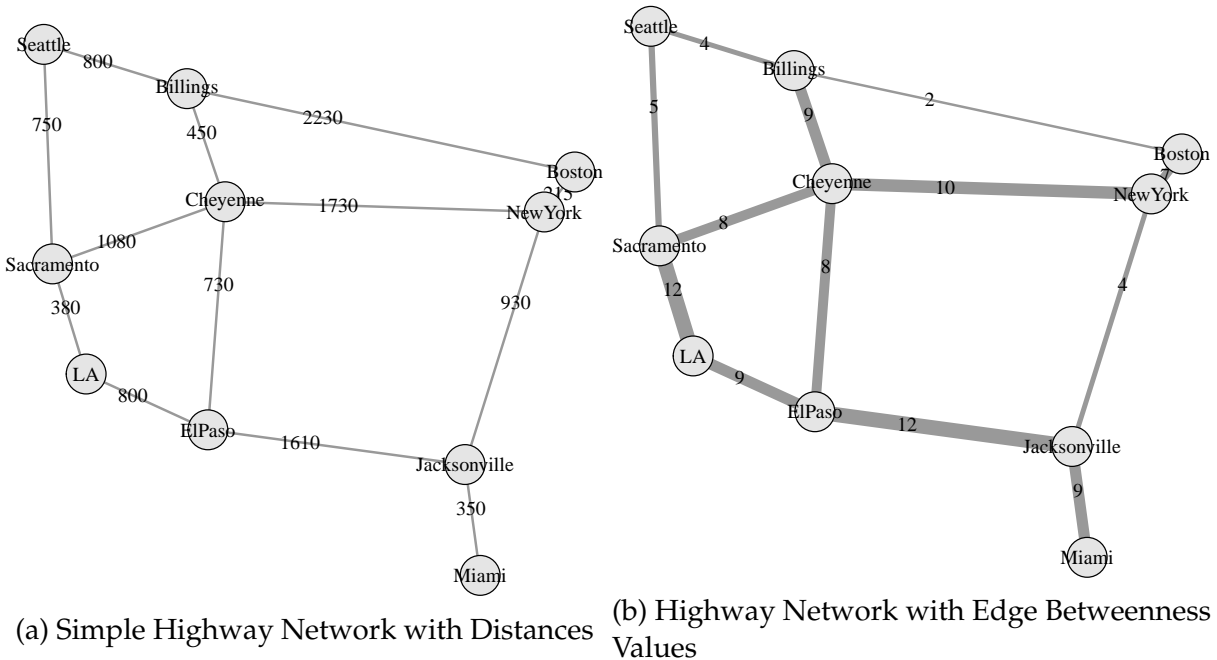 Seattle
800
Billings
750
450
2230
Boston
215
Cheyenne
1730
NewYork
1080
Sacramento
730
380
930
LA
800
ElPaso
1610
Jacksonville
350
Miami
(a) Simple Highway Network with Distances
Seattle
4
Billings
5
9
2
Boston
7
Cheyenne
10
NewYork
8
Sacramento
8
12
4
LA
9
ElPaso
12
Jacksonville
9
Miami
(b) Highway Network with Edge Betweenness
Values